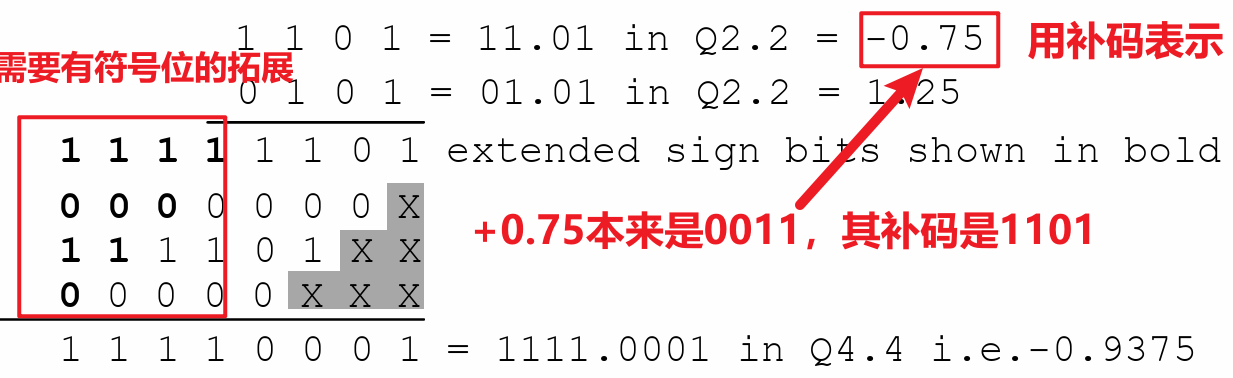 1 1 0 1 = 11.01 in Q2.2 = -0.75 用补码表示
需要有符号位的拓展
0 1 0 1 = 01.01 in Q2.2 = 1.25
1 1 1 1 1 1 0 1 extended sign bits shown in bold
0 0 0 0 0 0 0 X
+0.75本来是0011，其补码是1101
1 1 1 1 0 1 X X
0 0 0 0 0 X X X
1 1 1 1 0 0 0 1 = 1111.0001 in Q4.4 i.e.-0.9375